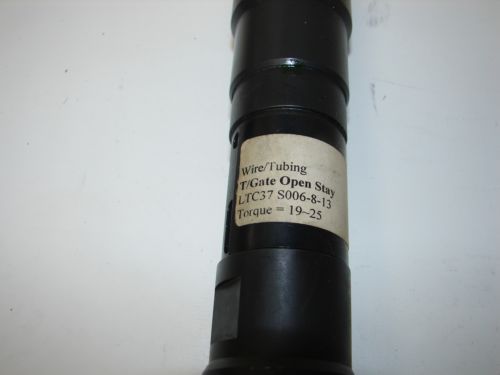 Wire/Tubing
T/Gate Open Stay
LTC37 S006-8-13
Torque = 19~25